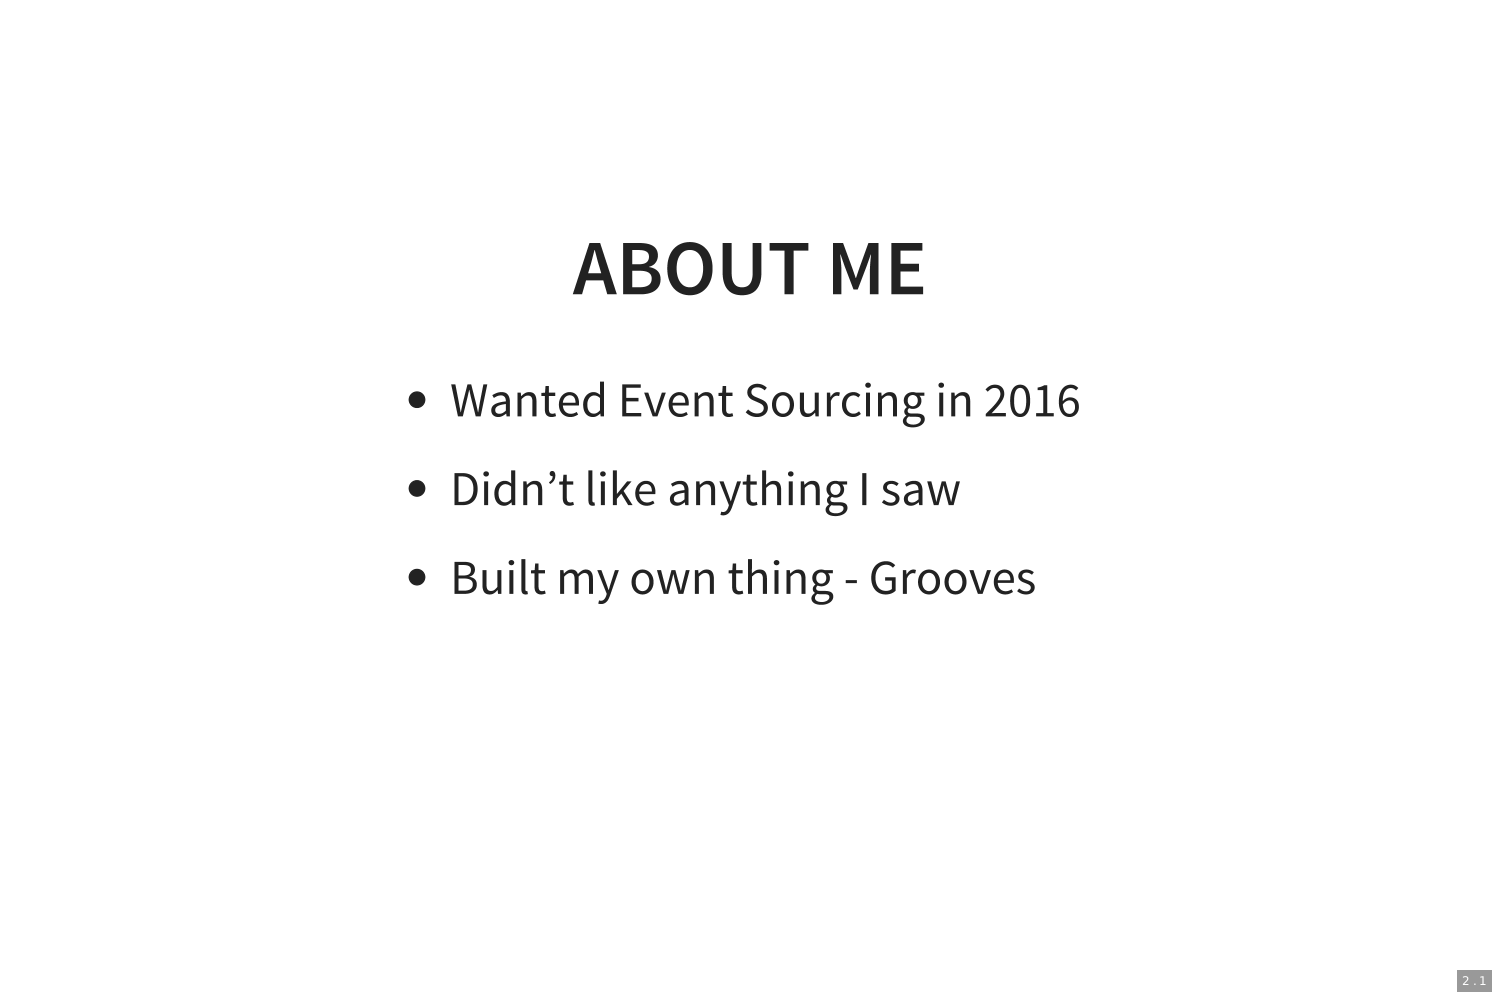 ABOUT ME
• Wanted Event Sourcing in 2016
• Didn’t like anything I saw
• Built my own thing - Grooves
2.1